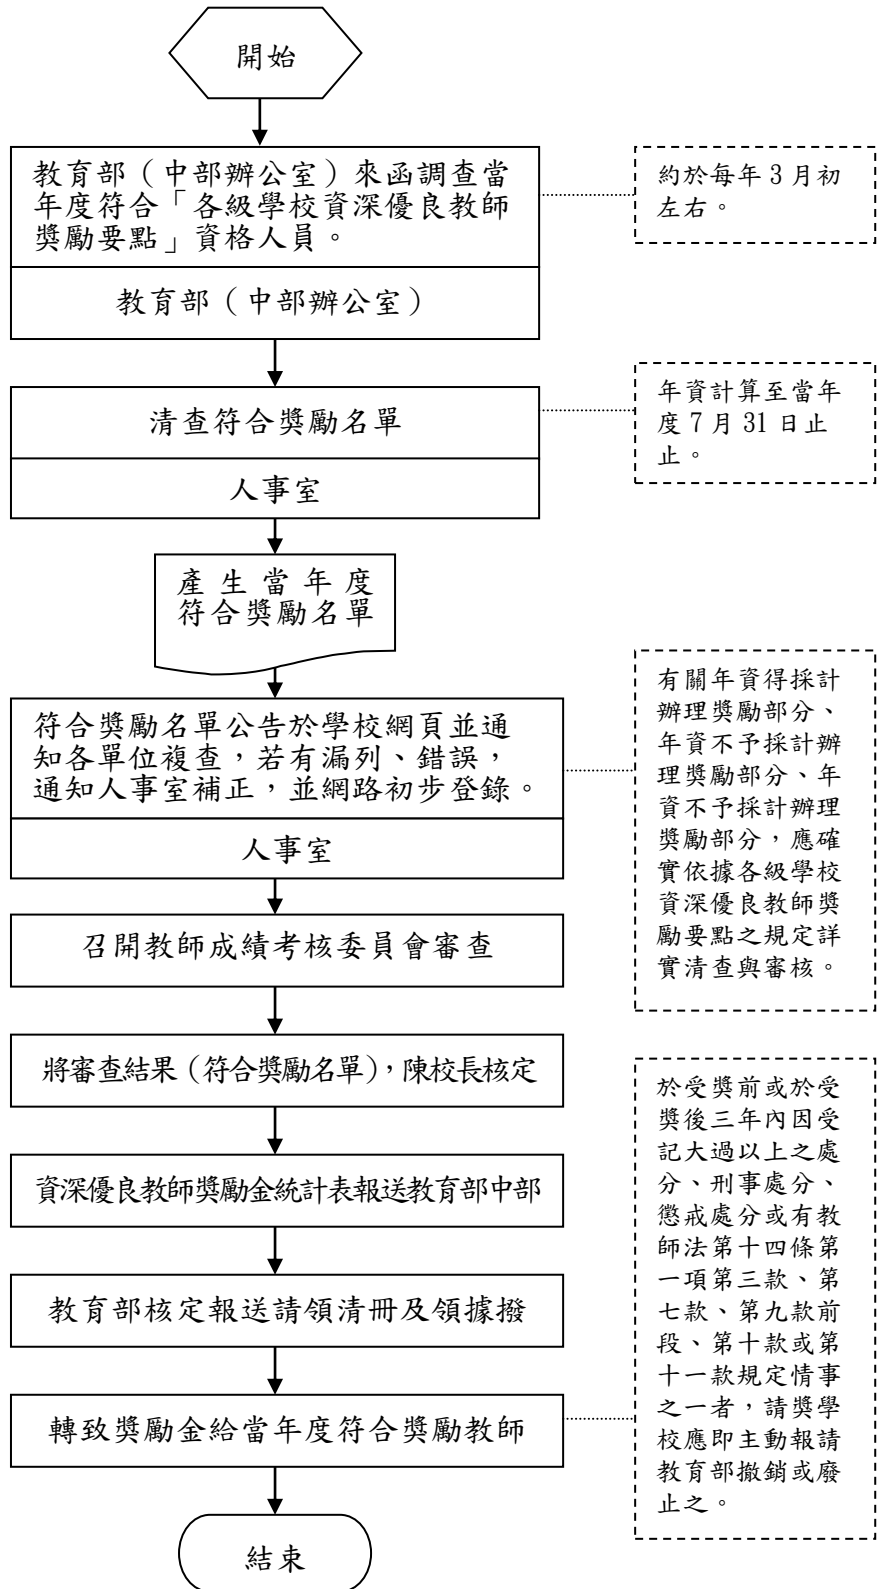 開始
教育部（中部辦公室）來函調查當
年度符合「各級學校資深優良教師
獎勵要點」資格人員。
教育部（中部辦公室）
約於每年 3 月初
左右。
清查符合獎勵名單
人事室
年資計算至當年
度 7 月 31 日止
止。
產生當年度
符合獎勵名單
符合獎勵名單公告於學校網頁並通
知各單位複查，若有漏列、錯誤，
通知人事室補正，並網路初步登錄。
人事室
有關年資得採計
辦理獎勵部分、
年資不予採計辦
理獎勵部分、年
資不予採計辦理
獎勵部分，應確
實依據各級學校
資深優良教師獎
勵要點之規定詳
實清查與審核。
召開教師成績考核委員會審查
將審查結果（符合獎勵名單），陳校長核定
資深優良教師獎勵金統計表報送教育部中部
教育部核定報送請領清冊及領據撥
轉致獎勵金給當年度符合獎勵教師
於受獎前或於受
獎後三年內因受
記大過以上之處
分、刑事處分、
懲戒處分或有教
師法第十四條第
一項第三款、第
七款、第九款前
段、第十款或第
十一款規定情事
之一者，請獎學
校應即主動報請
教育部撤銷或廢
止之。
結束